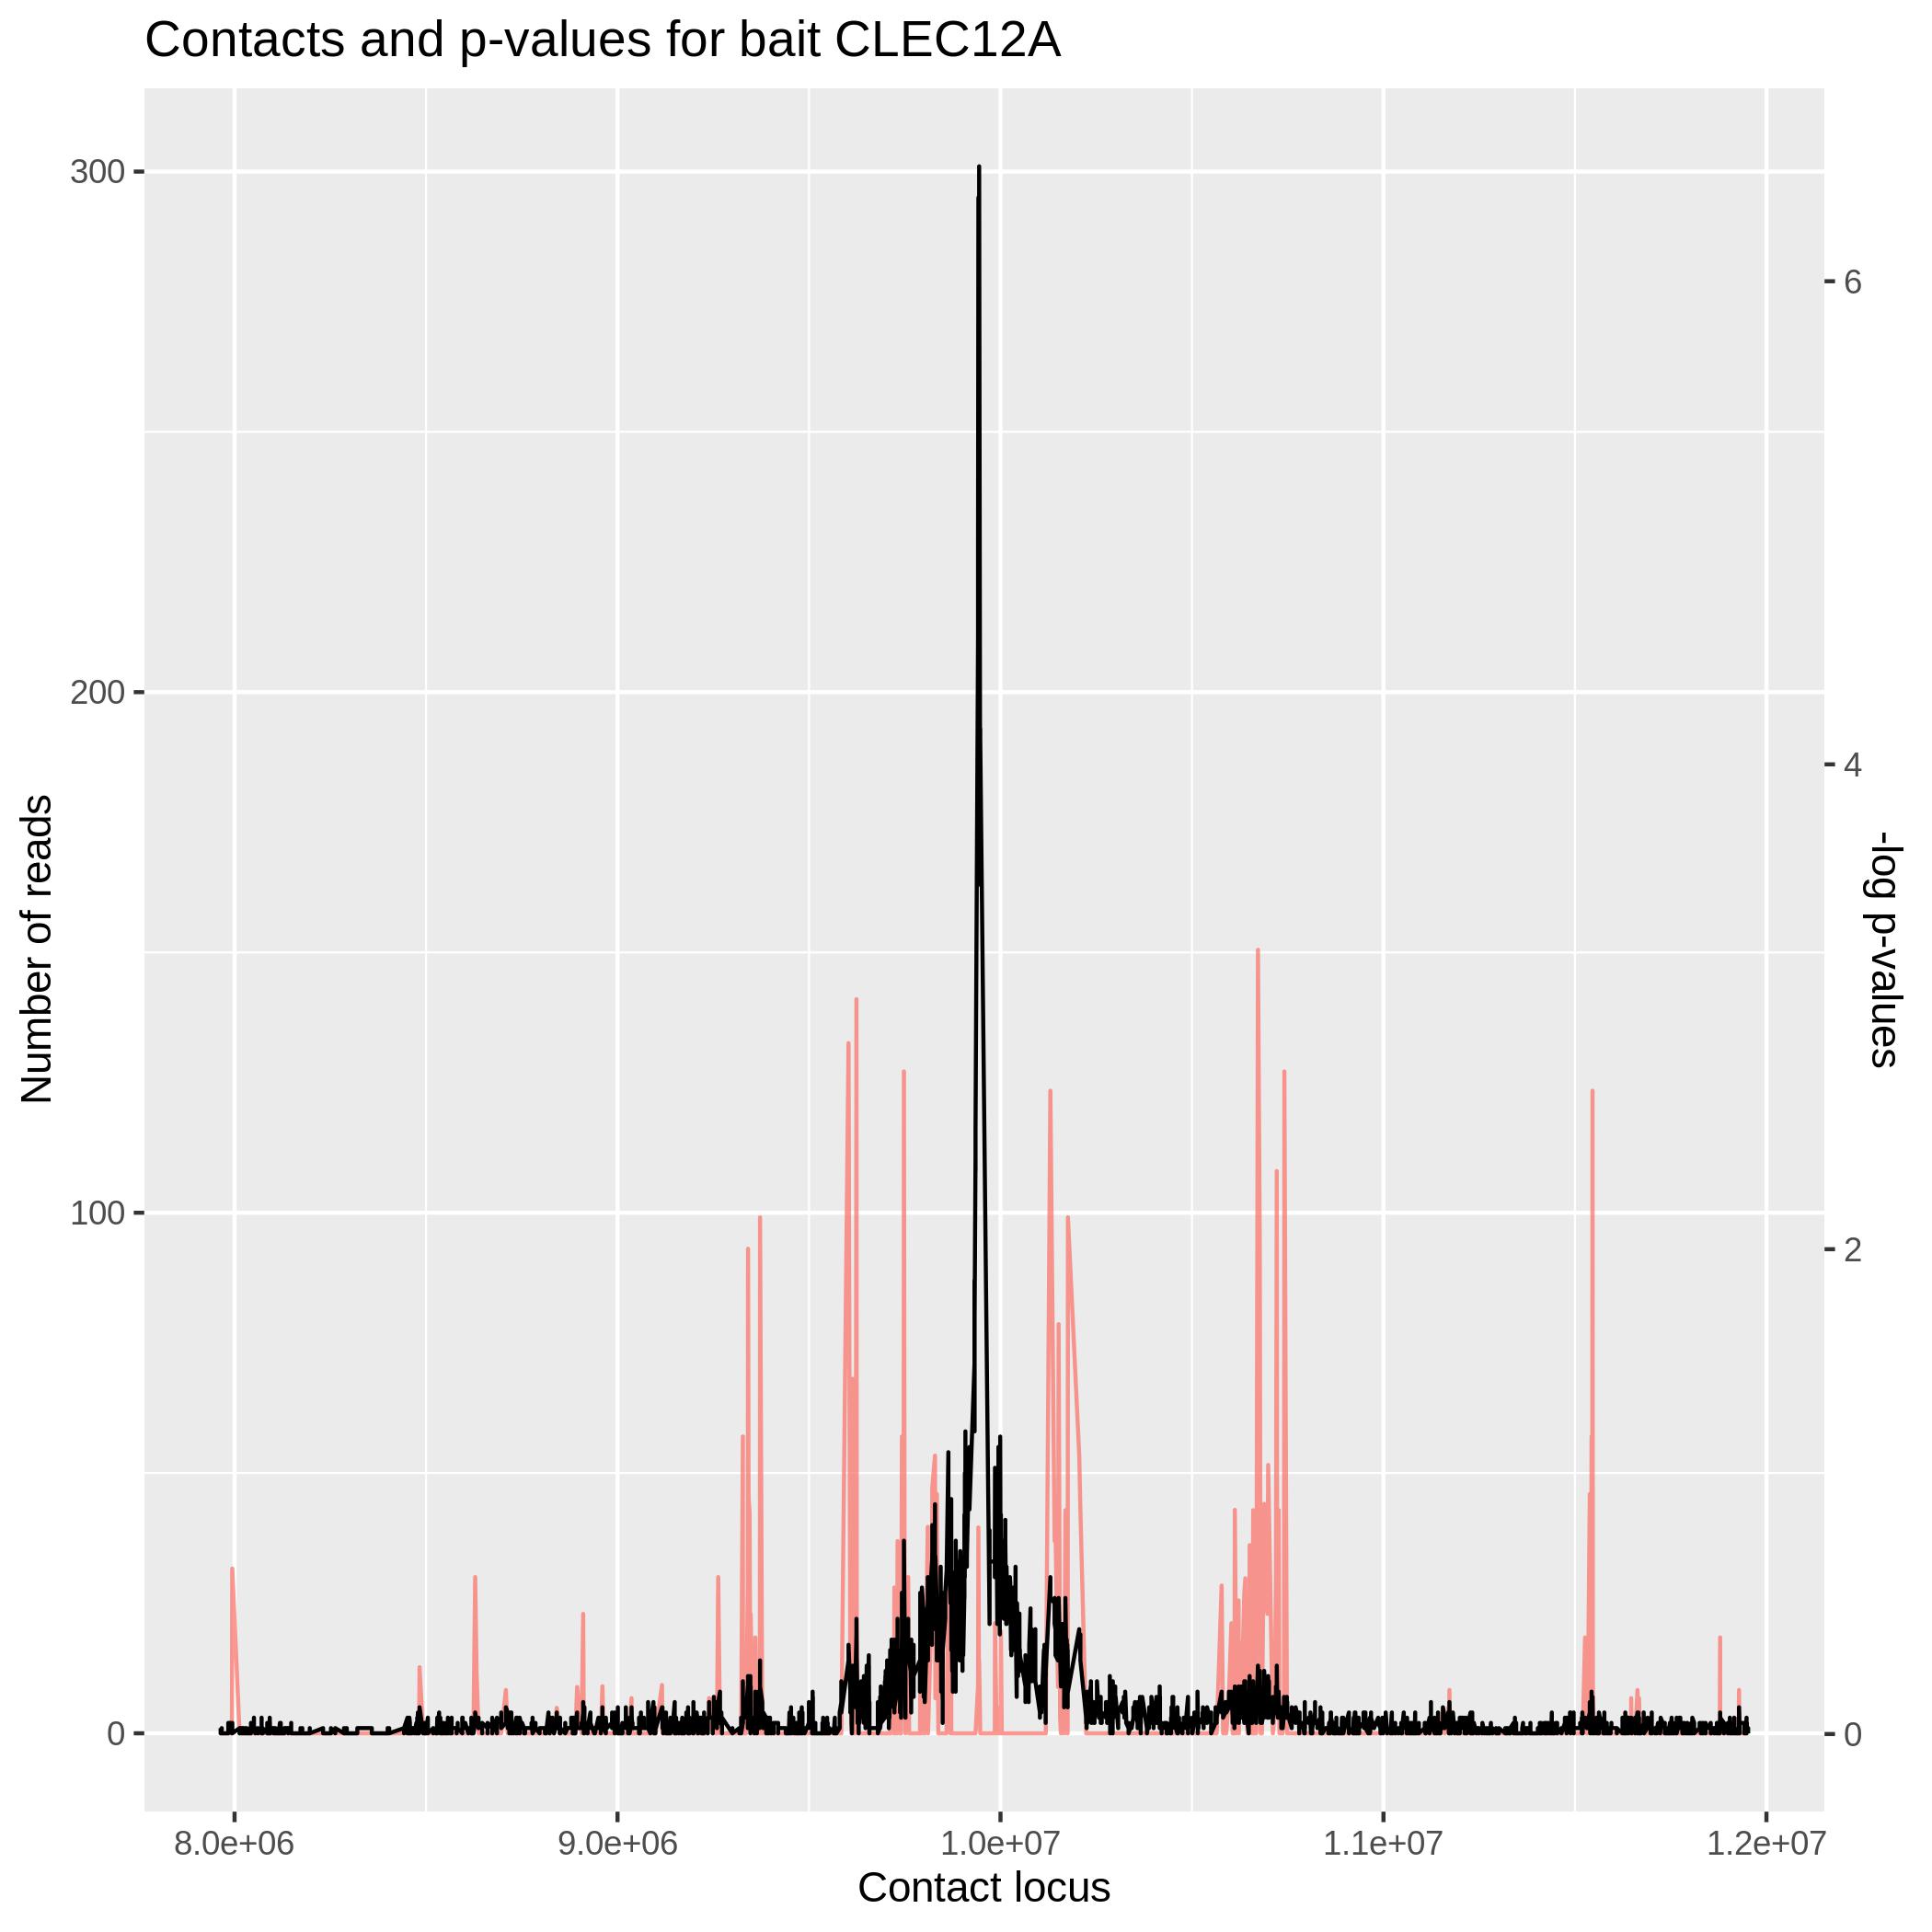 Contacts and p-values for bait CLEC12A
300
200
100
0
Number of reads
6
4
2
0
-log p-values
8.0e+06
9.0e+06
1.0e+07
1.1e+07
1.2e+07
Contact locus